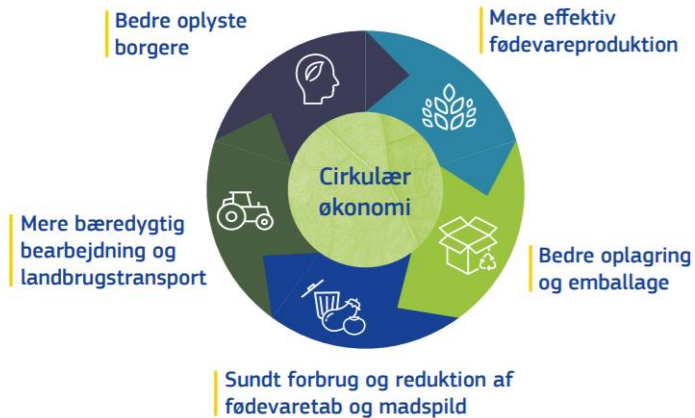 Bedre oplyste
borgere
Mere effektiv
fødevareproduktion
Cirkulær
økonomi
Mere bæredygtig
bearbejdning og
landbrugstransport
Bedre oplagring
og emballage
Sundt forbrug og reduktion af
fødevaretab og madspild